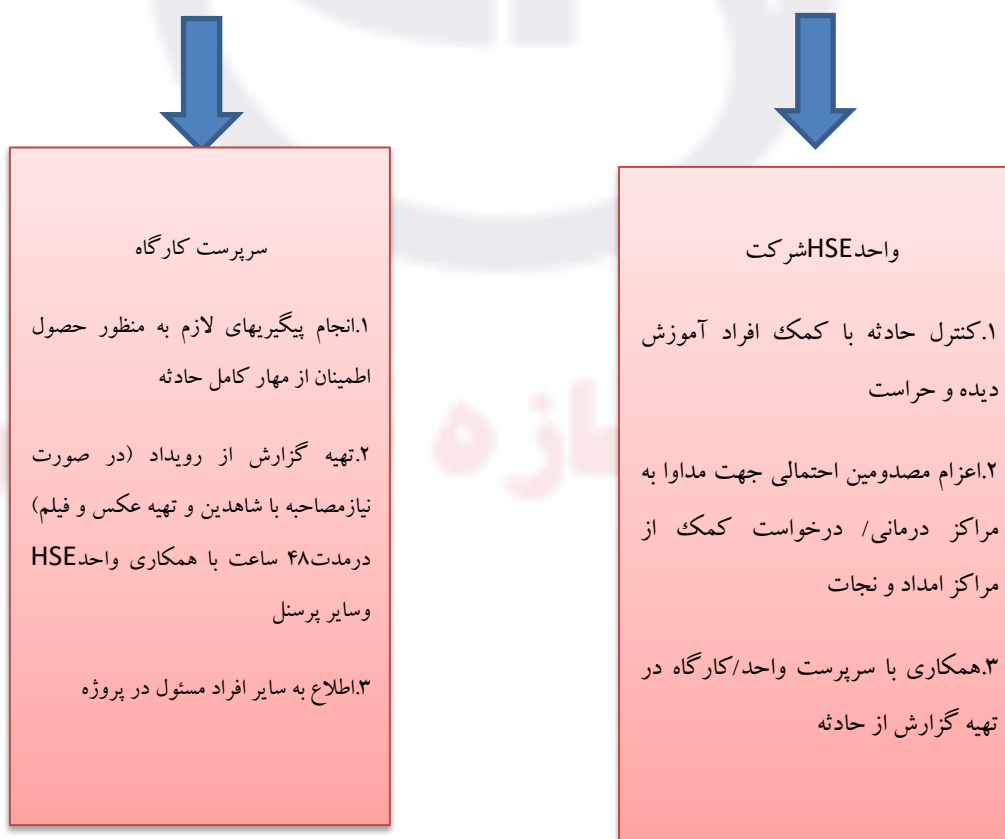 واحدHSEشرکت
۱.کنترل حادثه با کمک افراد آموزش
دیده و حراست
۲.اعزام مصدومین احتمالی جهت مداوا به
مراکز درمانی/ درخواست کمک از
مراکز امداد و نجات
۳.همکاری با سرپرست واحد/کارگاه در
تهیه گزارش از حادثه
سرپرست کارگاه
۱.انجام پیگیریهای لازم به منظور حصول
اطمینان از مهار کامل حادثه
۲.تهیه گزارش از رویداد (در صورت
نیازمصاحبه با شاهدین و تهیه عکس و فیلم)
درمدت۴۸ ساعت با همکاری واحدHSE
وسایر پرسنل
۳.اطلاع به سایر افراد مسئول در پروژه